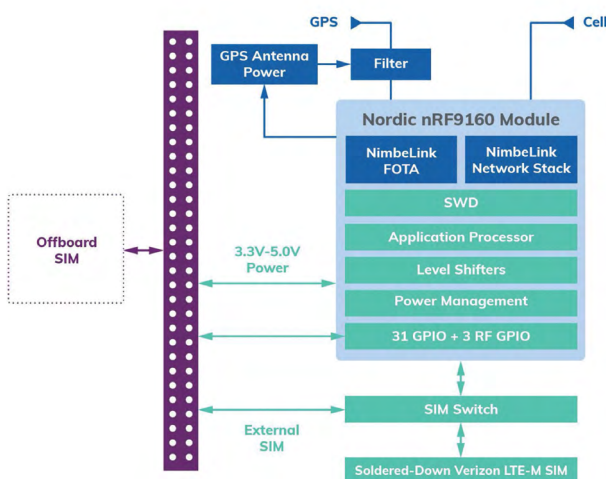 GPS
Cell
GPS Antenna
Power
Filter
Nordic nRF9160 Module
NimbeLink
FOTA
NimbeLink
Network Stack
SWD
Offboard
SIM
3.3V-5.0V
Power
Application Processor
Level Shifters
Power Management
31 GPIO + 3 RF GPIO
External
SIM
SIM Switch
Soldered-Down Verizon LTE-M SIM